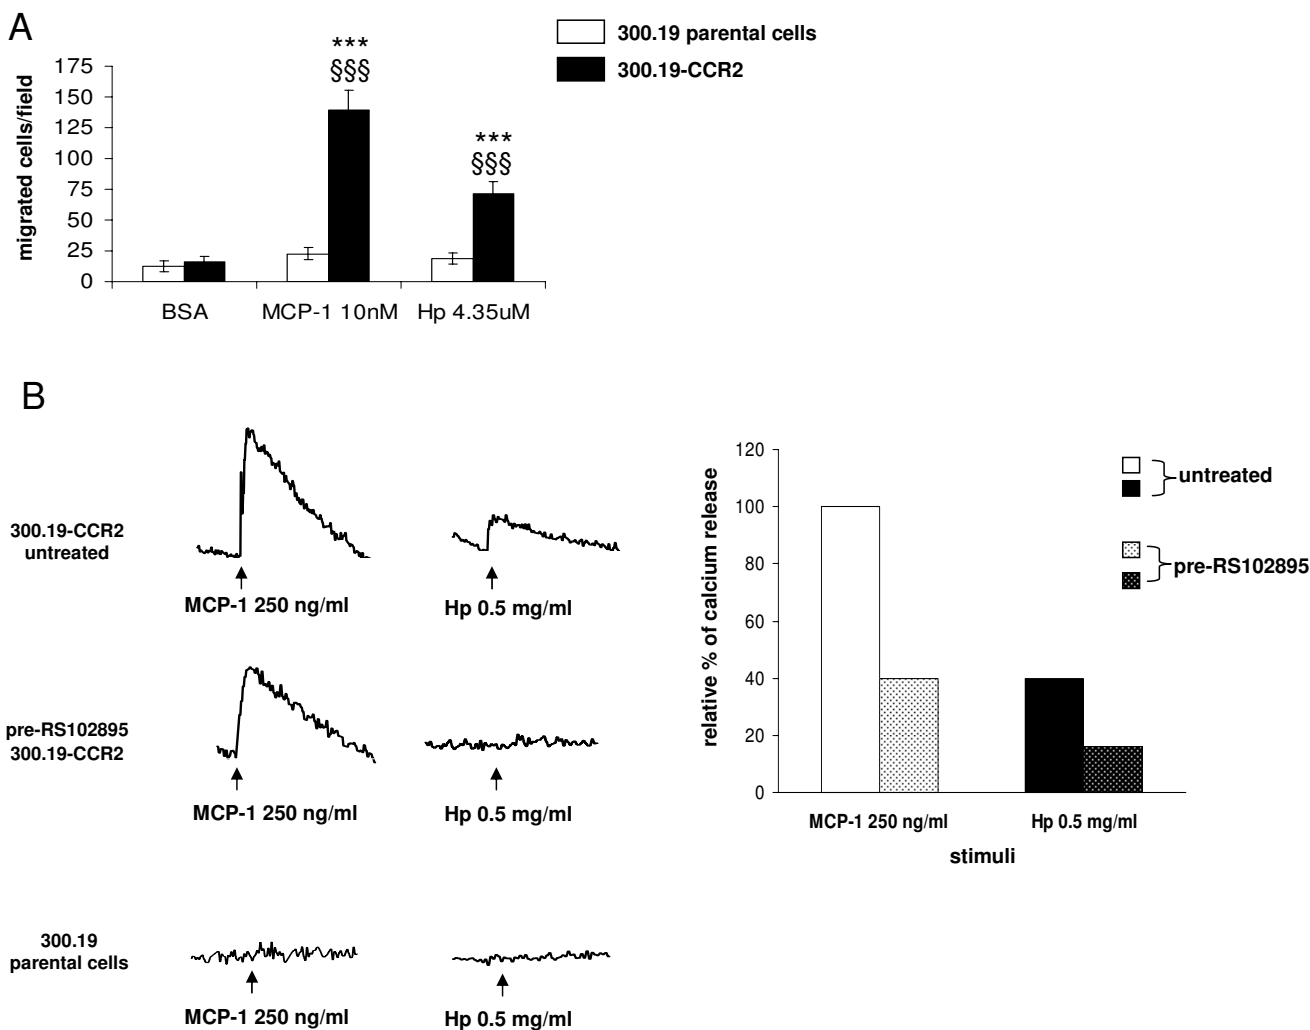 A
300.19 parental cells
300.19-CCR2
migrated cells/field
175
150
125
100
75
50
25
0
***
§§§
***
§§§
BSA
MCP-1 10nM
Hp 4.35uM
B
300.19-CCR2
untreated
MCP-1 250 ng/ml
Hp 0.5 mg/ml
pre-RS102895
300.19-CCR2
MCP-1 250 ng/ml
Hp 0.5 mg/ml
300.19
parental cells
MCP-1 250 ng/ml
Hp 0.5 mg/ml
relative % of calcium release
120
100
80
60
40
20
0
untreated
pre-RS102895
MCP-1 250 ng/ml
Hp 0.5 mg/ml
stimuli